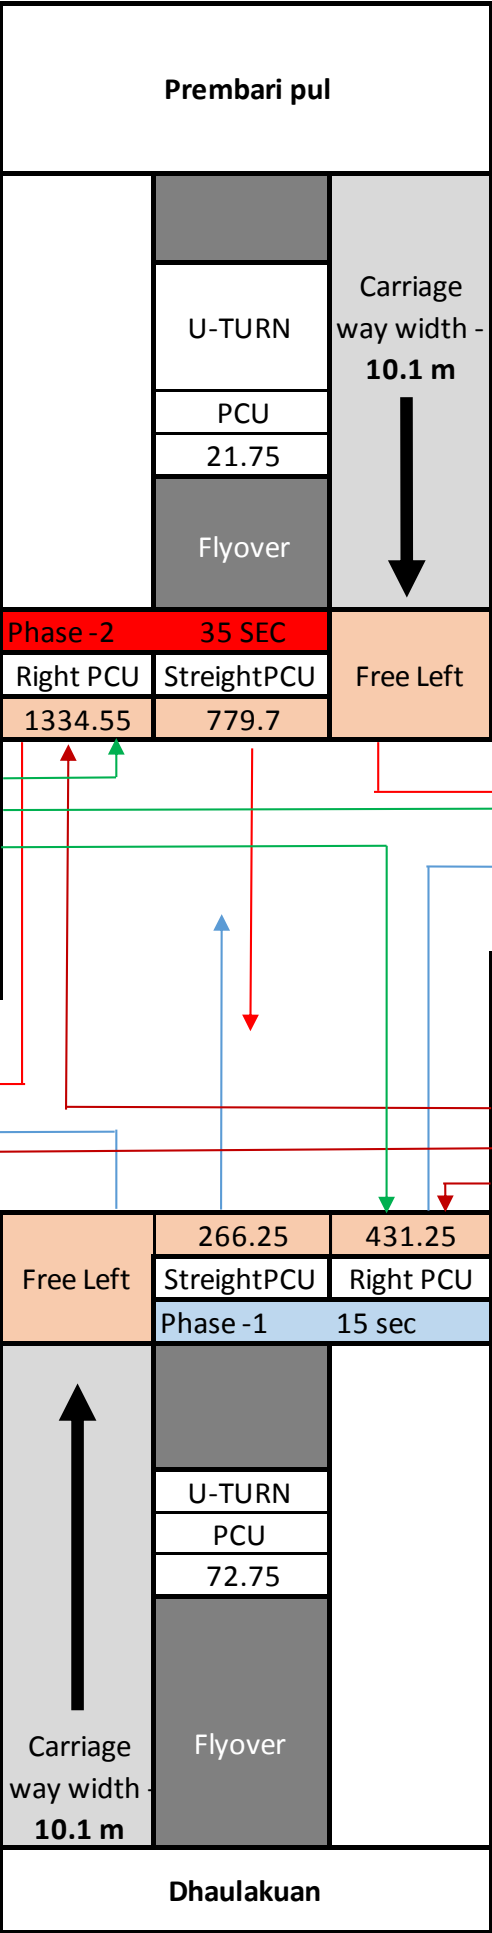 Prembari pul
Carriage
way width -
10.1 m
U-TURN
PCU
21.75
Flyover
Phase -2 35 SEC
Right PCU StreightPCU Free Left
1334.55 779.7
266.25 431.25
Free Left StreightPCU Right PCU
Phase -1 15 sec
U-TURN
PCU
72.75
Flyover
Carriage
way width -
10.1 m
Dhaulakuan